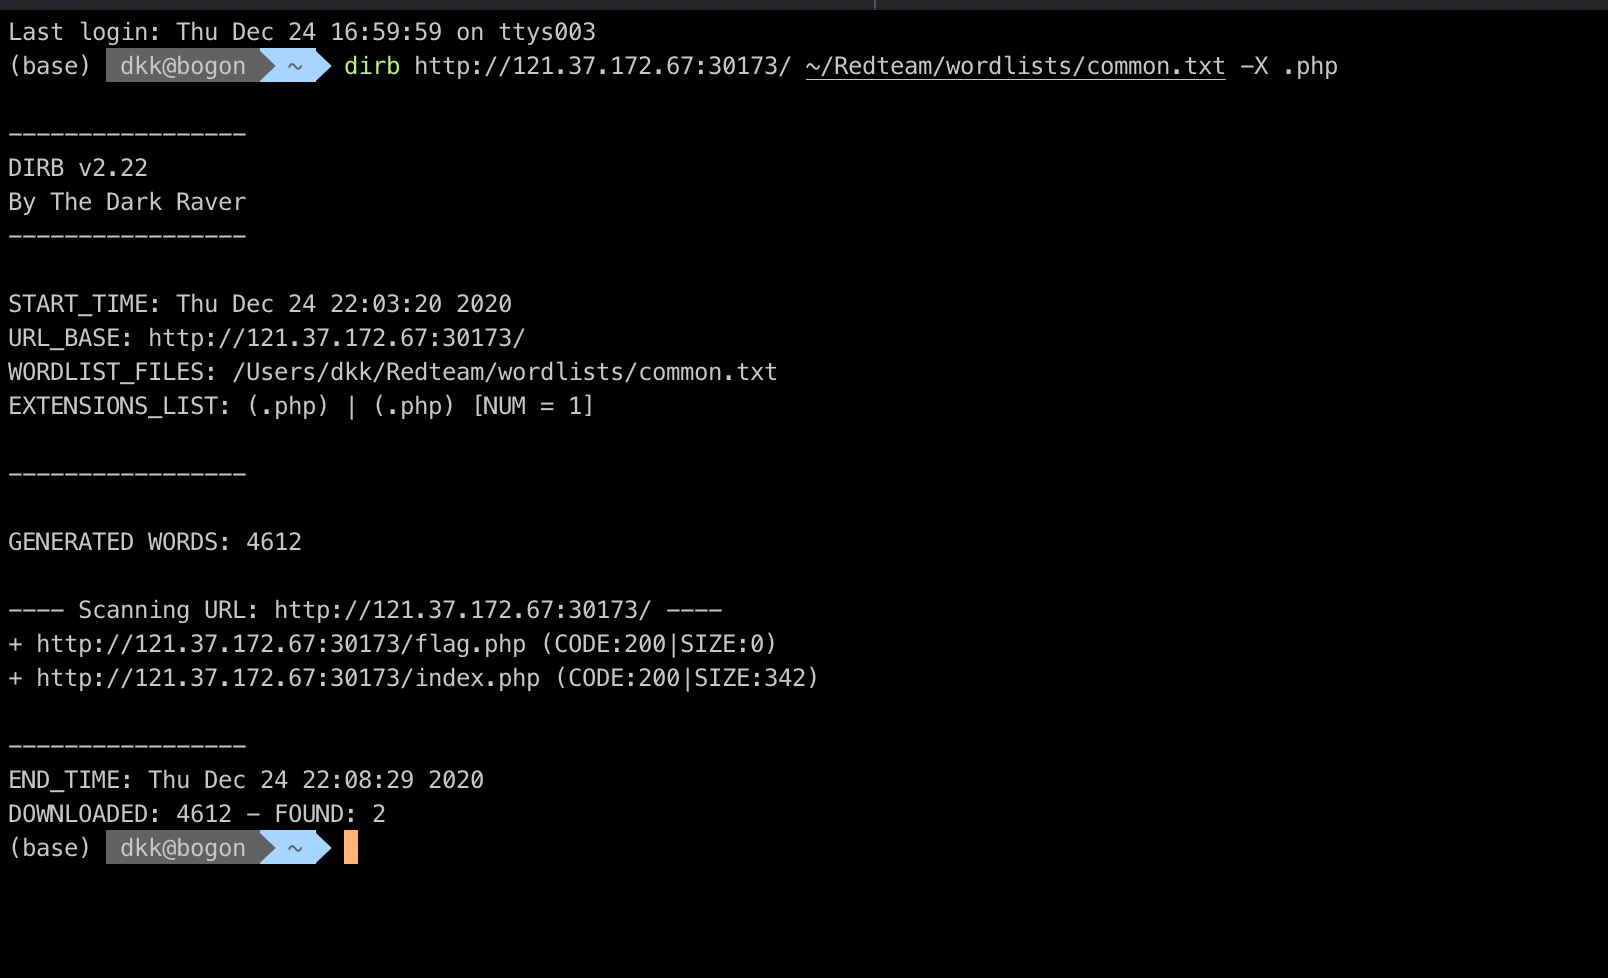 Last login: Thu Dec 24 16:59:59 on ttys003
(base) dkk@bogon ~ dirb http://121.37.172.67:30173/ ~/Redteam/wordlists/common.txt -X .php
-----------------
DIRB v2.22
By The Dark Raver
-----------------
START_TIME: Thu Dec 24 22:03:20 2020
URL_BASE: http://121.37.172.67:30173/
WORDLIST_FILES: /Users/dkk/Redteam/wordlists/common.txt
EXTENSIONS_LIST: (.php) | (.php) [NUM = 1]
-----------------
GENERATED WORDS: 4612
---- Scanning URL: http://121.37.172.67:30173/ ----
+ http://121.37.172.67:30173/flag.php (CODE:200|SIZE:0)
+ http://121.37.172.67:30173/index.php (CODE:200|SIZE:342)
-----------------
END_TIME: Thu Dec 24 22:08:29 2020
DOWNLOADED: 4612 - FOUND: 2
(base) dkk@bogon ~